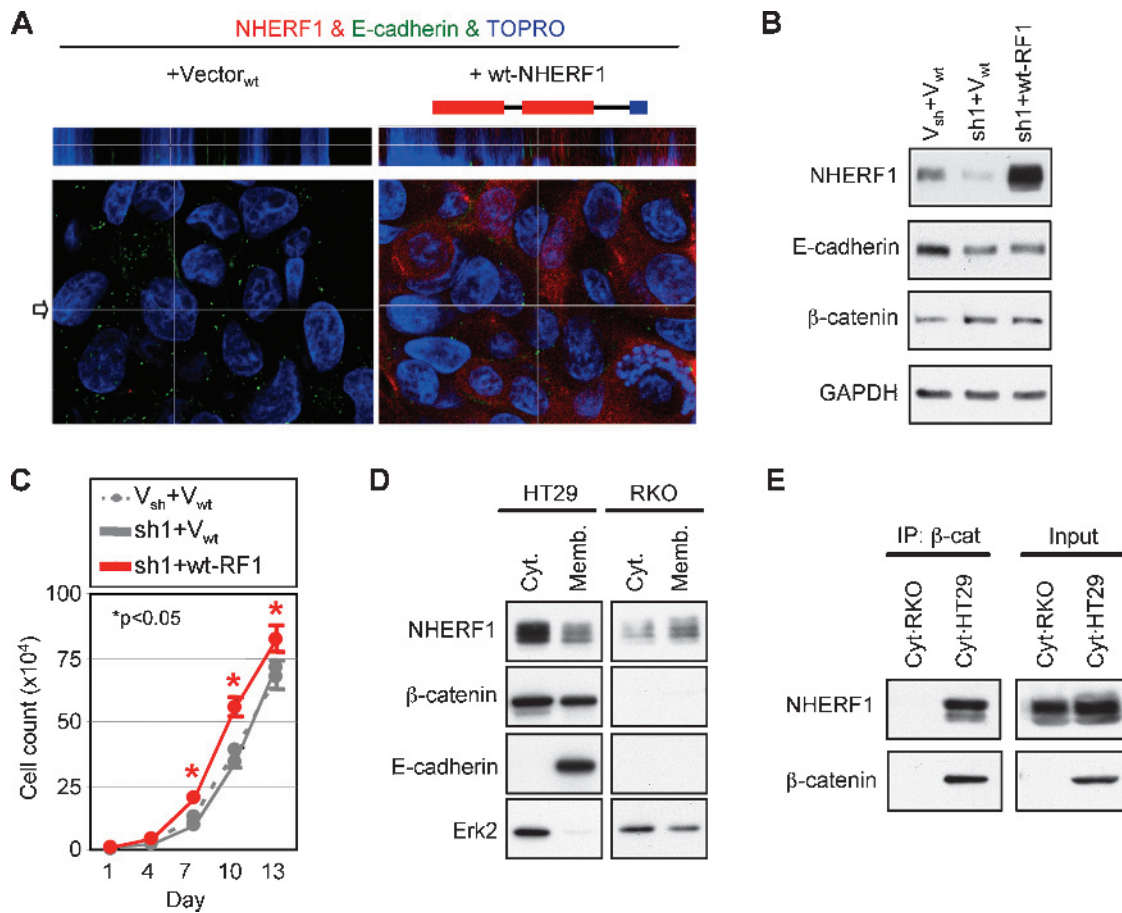 A
NHERF1 & E-cadherin & TOPRO
+Vectorwt
+ wt-NHERF1
B
Vsh+Vwt
sh1+Vwt
sh1+wt-RF1
NHERF1
E-cadherin
β-catenin
GAPDH
C
Vsh+Vwt
sh1+Vwt
sh1+wt-RF1
*p<0.05
* * *
Cell count (x10⁴)
100
75
50
25
0
1 4 7 10 13
Day
D
HT29 RKO
Cyt. Memb. Cyt. Memb.
NHERF1
β-catenin
E-cadherin
Erk2
E
IP: β-cat Input
Cyt·RKO Cyt·HT29 Cyt·RKO Cyt·HT29
NHERF1
β-catenin